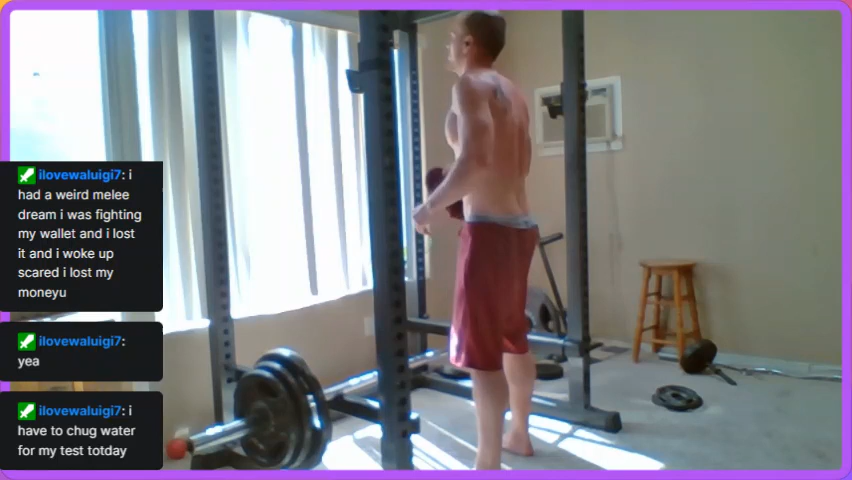 ilovewaluigi7: i
had a weird melee
dream i was fighting
my wallet and i lost
it and i woke up
scared i lost my
moneyu
ilovewaluigi7:
yea
ilovewaluigi7: i
have to chug water
for my test totday